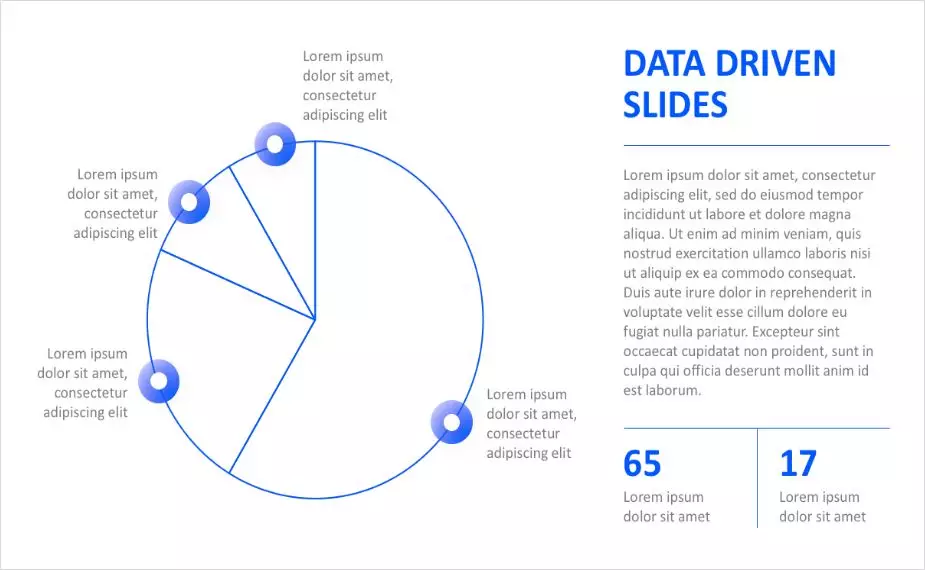 Lorem ipsum
dolor sit amet,
consectetur
adipiscing elit
Lorem ipsum
dolor sit amet,
consectetur
adipiscing elit
Lorem ipsum
dolor sit amet,
consectetur
adipiscing elit
Lorem ipsum
dolor sit amet,
consectetur
adipiscing elit
DATA DRIVEN
SLIDES
Lorem ipsum dolor sit amet, consectetur
adipiscing elit, sed do eiusmod tempor
incididunt ut labore et dolore magna
aliqua. Ut enim ad minim veniam, quis
nostrud exercitation ullamco laboris nisi
ut aliquip ex ea commodo consequat.
Duis aute irure dolor in reprehenderit in
voluptate velit esse cillum dolore eu
fugiat nulla pariatur. Excepteur sint
occaecat cupidatat non proident, sunt in
culpa qui officia deserunt mollit anim id
est laborum.
65
Lorem ipsum
dolor sit amet
17
Lorem ipsum
dolor sit amet